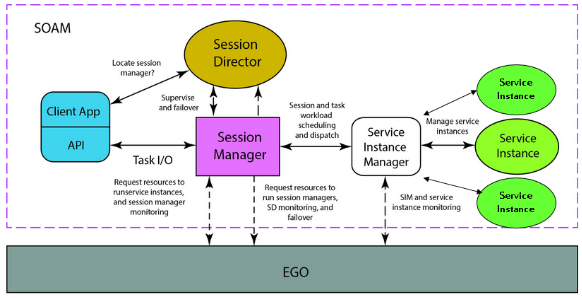 SOAM
Locate session
manager?
Session
Director
Client App
API
Supervise
and failover
Session
Manager
Task I/O
Session and task
workload
scheduling
and dispatch
Service
Instance
Manager
Manage service
instances
Service
Instance
Service
Instance
Service
Instance
Request resources to
runservice instances,
and session manager
monitoring
Request resources to
run session managers,
SD monitoring, and
failover
SIM and service
instance monitoring
EGO